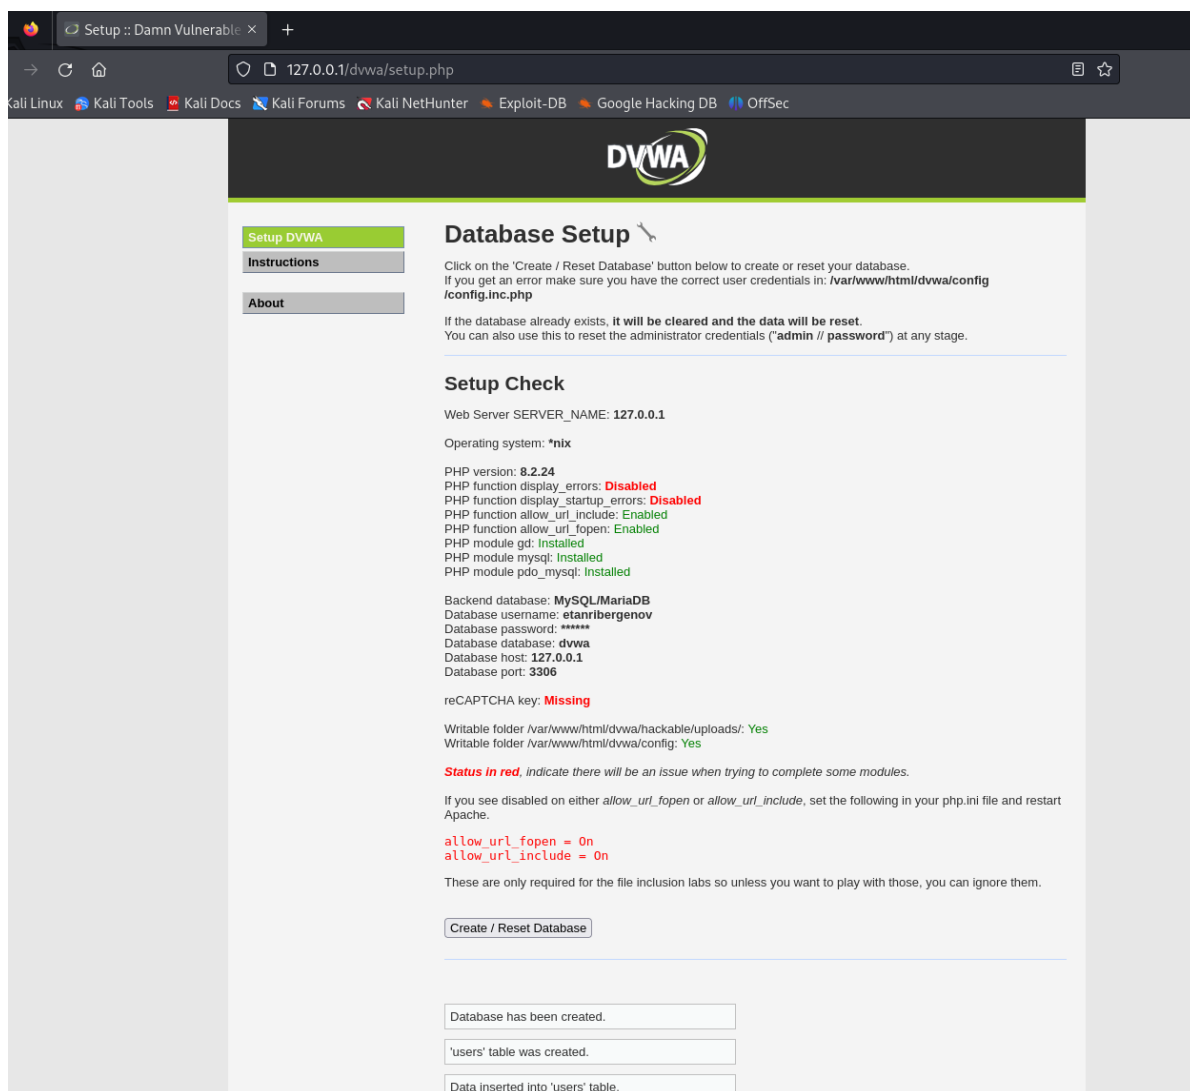 Setup :: Damn Vulnerable
127.0.0.1/dvwa/setup.php
Kali Linux Kali Tools Kali Docs Kali Forums Kali NetHunter Exploit-DB Google Hacking DB OffSec
DVWA
Setup DVWA
Instructions
About
Database Setup
Click on the 'Create / Reset Database' button below to create or reset your database.
If you get an error make sure you have the correct user credentials in: /var/www/html/dvwa/config
/config.inc.php
If the database already exists, it will be cleared and the data will be reset.
You can also use this to reset the administrator credentials ("admin // password") at any stage.
Setup Check
Web Server SERVER_NAME: 127.0.0.1
Operating system: *nix
PHP version: 8.2.24
PHP function display_errors: Disabled
PHP function display_startup_errors: Disabled
PHP function allow_url_include: Enabled
PHP function allow_url_fopen: Enabled
PHP module gd: Installed
PHP module mysql: Installed
PHP module pdo_mysql: Installed
Backend database: MySQL/MariaDB
Database username: etanribergenov
Database password: ******
Database database: dvwa
Database host: 127.0.0.1
Database port: 3306
reCAPTCHA key: Missing
Writable folder /var/www/html/dvwa/hackable/uploads/: Yes
Writable folder /var/www/html/dvwa/config: Yes
Status in red, indicate there will be an issue when trying to complete some modules.
If you see disabled on either allow_url_fopen or allow_url_include, set the following in your php.ini file and restart
Apache.
allow_url_fopen = On
allow_url_include = On
These are only required for the file inclusion labs so unless you want to play with those, you can ignore them.
Create / Reset Database
Database has been created.
'users' table was created.
Data inserted into 'users' table.